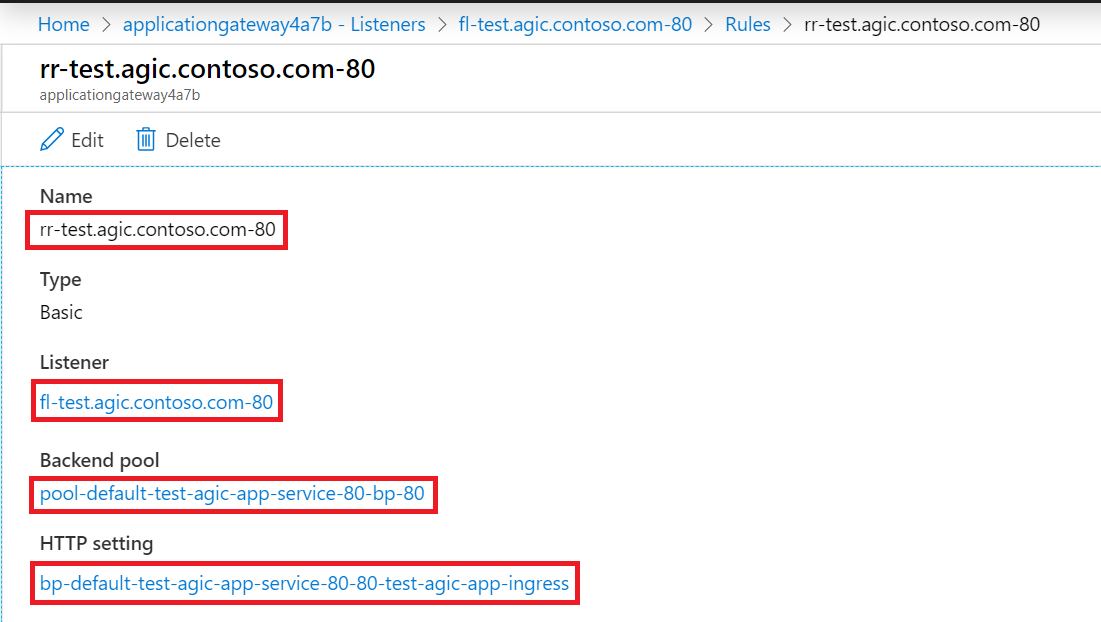 Home > applicationgateway4a7b - Listeners > fl-test.agic.contoso.com-80 > Rules > rr-test.agic.contoso.com-80
rr-test.agic.contoso.com-80
applicationgateway4a7b
Edit Delete
Name
rr-test.agic.contoso.com-80
Type
Basic
Listener
fl-test.agic.contoso.com-80
Backend pool
pool-default-test-agic-app-service-80-bp-80
HTTP setting
bp-default-test-agic-app-service-80-80-test-agic-app-ingress